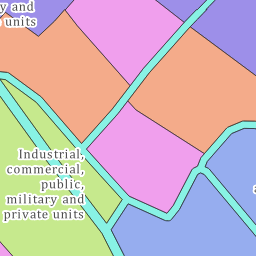 y and
units
Industrial,
commercial,
public,
military and
private units